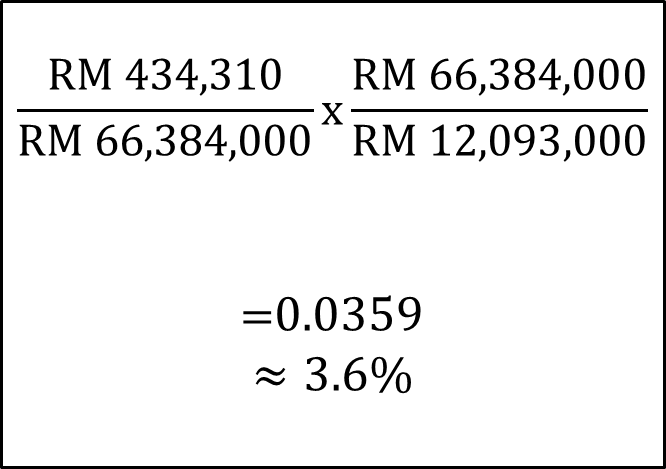 RM 434,310 RM 66,384,000
x
RM 66,384,000 RM 12,093,000
=0.0359
≈ 3.6%